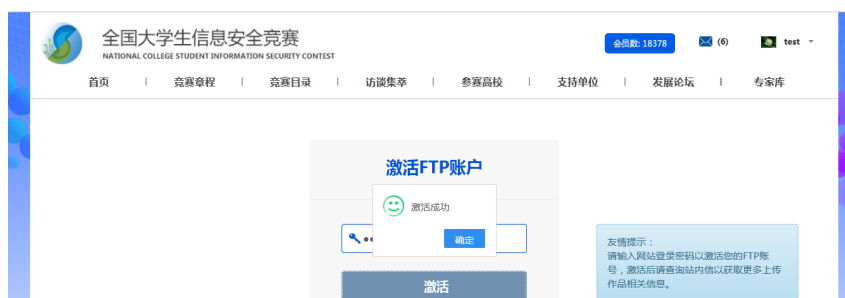 全国大学生信息安全竞赛
NATIONAL COLLEGE STUDENT INFORMATION SECURITY CONTEST
会员数: 18378
(6)
test
首页 | 竞赛章程 | 竞赛目录 | 访谈集萃 | 参赛高校 | 支持单位 | 发展论坛 | 专家库
激活FTP账户
激活成功
确定
激活
友情提示：
请输入网站登录密码以激活您的FTP账
号，激活后请查询站内信以获取更多上传
作品相关信息。